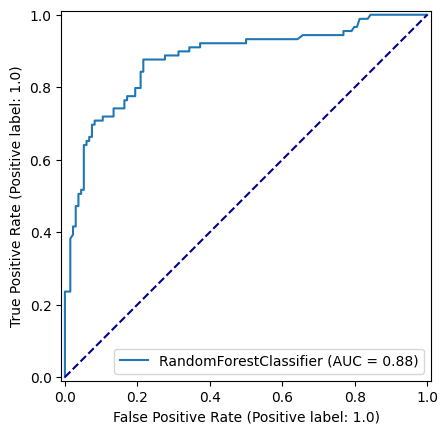 1.0
0.8
0.6
0.4
0.2
0.0
True Positive Rate (Positive label: 1.0)
RandomForestClassifier (AUC = 0.88)
0.0 0.2 0.4 0.6 0.8 1.0
False Positive Rate (Positive label: 1.0)